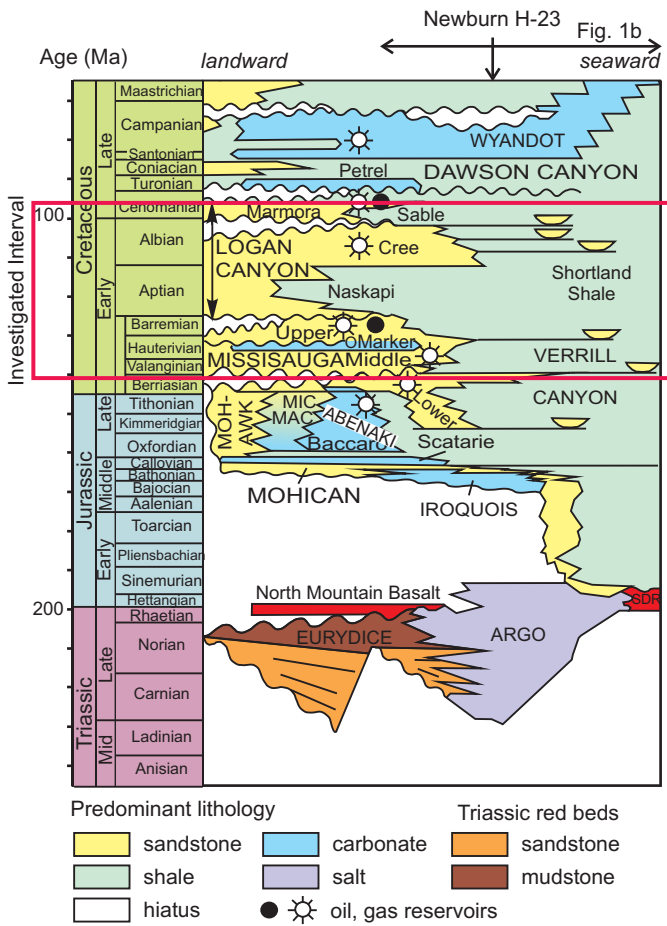 Newburn H-23
Fig. 1b
Age (Ma)
landward
seaward
Investigated Interval
100
200
Cretaceous
Late
Early
Jurassic
Late
Middle
Early
Triassic
Late
Mid
Maastrichian
Campanian
Santonian
Coniacian
Turonian
Cenomanian
Albian
Aptian
Barremian
Hauterivian
Valanginian
Berriasian
Tithonian
Kimmeridgian
Oxfordian
Callovian
Bathonian
Bajocian
Aalenian
Toarcian
Pliensbachian
Sinemurian
Hettangian
Rhaetian
Norian
Carnian
Ladinian
Anisian
WYANDOT
DAWSON CANYON
Petrel
Marmora
Sable
LOGAN
CANYON
Cree
Shortland
Shale
Naskapi
Upper
OMarker
MISSISAUGA
Middle
VERRILL
CANYON
Lower
MOH-
AWK
MIC
MAC
ABENAKI
Baccaro
Scatarie
MOHICAN
IROQUOIS
North Mountain Basalt
SDR
EURYDICE
ARGO
Predominant lithology
Triassic red beds
sandstone
carbonate
sandstone
shale
salt
mudstone
hiatus
oil, gas reservoirs